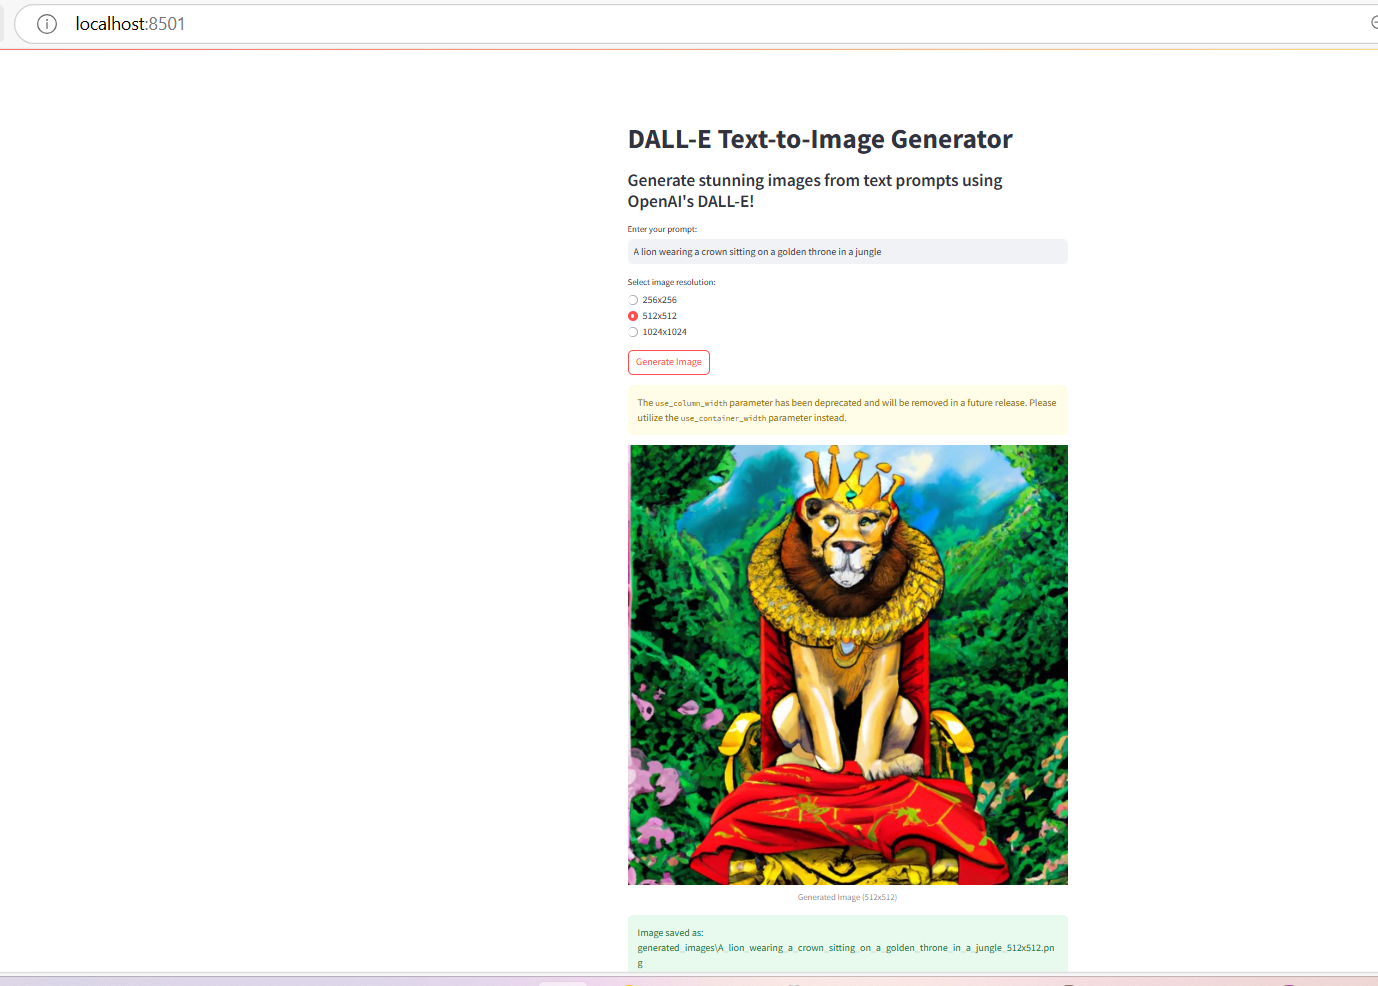 localhost:8501
DALL-E Text-to-Image Generator
Generate stunning images from text prompts using
OpenAI's DALL-E!
Enter your prompt:
A lion wearing a crown sitting on a golden throne in a jungle
Select image resolution:
256x256
512x512
1024x1024
Generate Image
The use_column_width parameter has been deprecated and will be removed in a future release. Please
utilize the use_container_width parameter instead.
Generated Image (512x512)
Image saved as:
generated_images\A_lion_wearing_a_crown_sitting_on_a_golden_throne_in_a_jungle_512x512.pn
g